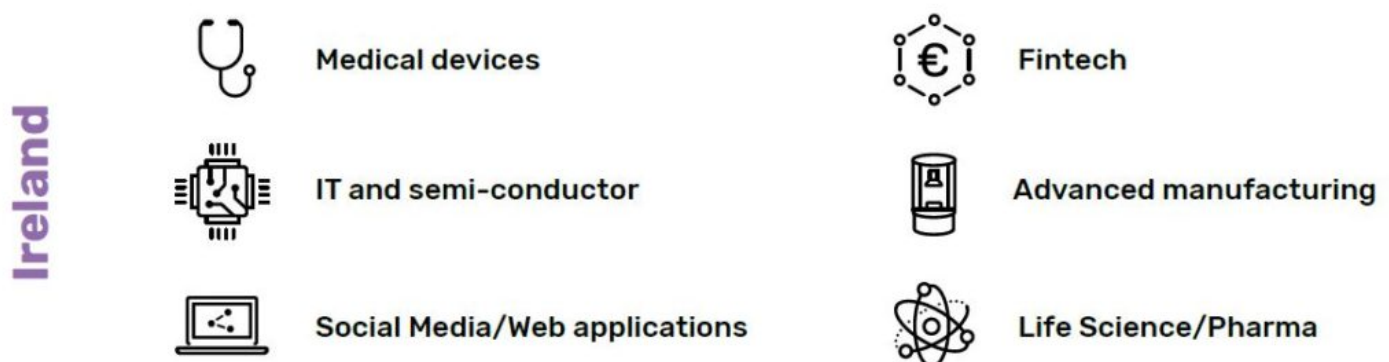 Ireland
Medical devices
€ Fintech
IT and semi-conductor
Advanced manufacturing
Social Media/Web applications
Life Science/Pharma